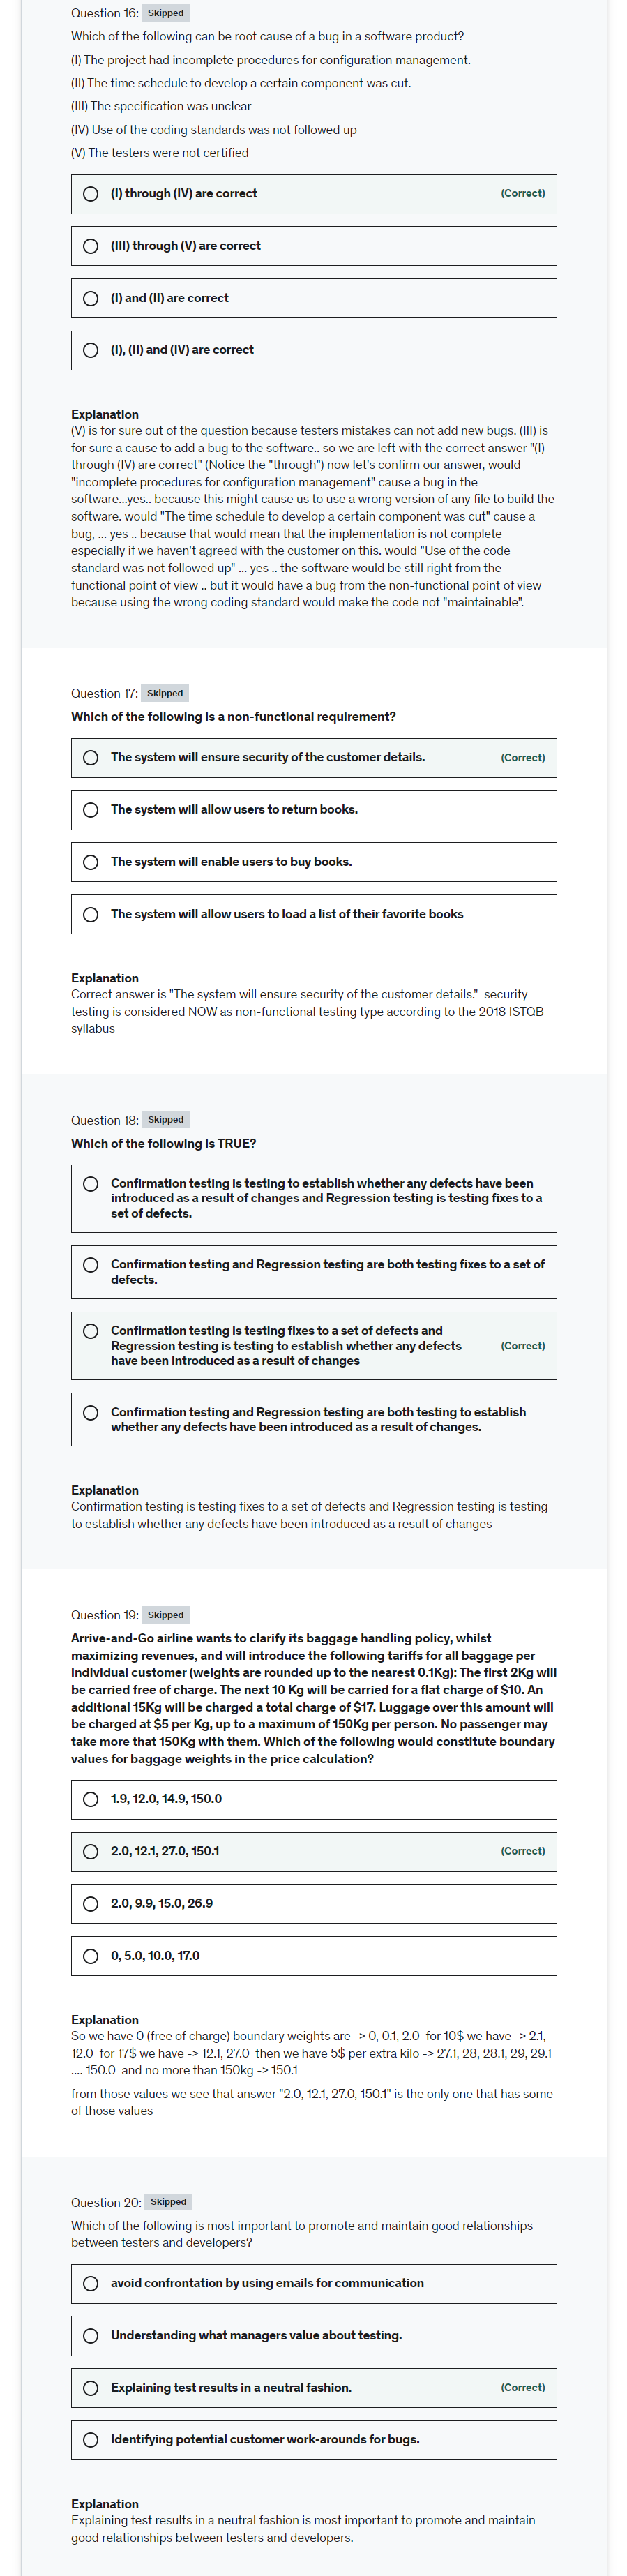 Question 16: Skipped
Which of the following can be root cause of a bug in a software product?
(I) The project had incomplete procedures for configuration management.
(II) The time schedule to develop a certain component was cut.
(III) The specification was unclear
(IV) Use of the coding standards was not followed up
(V) The testers were not certified
(I) through (IV) are correct (Correct)
(III) through (V) are correct
(I) and (II) are correct
(I), (II) and (IV) are correct
Explanation
(V) is for sure out of the question because testers mistakes can not add new bugs. (III) is
for sure a cause to add a bug to the software.. so we are left with the correct answer "(I)
through (IV) are correct" (Notice the "through") now let's confirm our answer, would
"incomplete procedures for configuration management" cause a bug in the
software...yes.. because this might cause us to use a wrong version of any file to build the
software. would "The time schedule to develop a certain component was cut" cause a
bug, ... yes .. because that would mean that the implementation is not complete
especially if we haven't agreed with the customer on this. would "Use of the code
standard was not followed up" ... yes .. the software would be still right from the
functional point of view .. but it would have a bug from the non-functional point of view
because using the wrong coding standard would make the code not "maintainable".
Question 17: Skipped
Which of the following is a non-functional requirement?
The system will ensure security of the customer details. (Correct)
The system will allow users to return books.
The system will enable users to buy books.
The system will allow users to load a list of their favorite books
Explanation
Correct answer is "The system will ensure security of the customer details." security
testing is considered NOW as non-functional testing type according to the 2018 ISTQB
syllabus
Question 18: Skipped
Which of the following is TRUE?
Confirmation testing is testing to establish whether any defects have been
introduced as a result of changes and Regression testing is testing fixes to a
set of defects.
Confirmation testing and Regression testing are both testing fixes to a set of
defects.
Confirmation testing is testing fixes to a set of defects and
Regression testing is testing to establish whether any defects (Correct)
have been introduced as a result of changes
Confirmation testing and Regression testing are both testing to establish
whether any defects have been introduced as a result of changes.
Explanation
Confirmation testing is testing fixes to a set of defects and Regression testing is testing
to establish whether any defects have been introduced as a result of changes
Question 19: Skipped
Arrive-and-Go airline wants to clarify its baggage handling policy, whilst
maximizing revenues, and will introduce the following tariffs for all baggage per
individual customer (weights are rounded up to the nearest 0.1Kg): The first 2Kg will
be carried free of charge. The next 10 Kg will be carried for a flat charge of $10. An
additional 15Kg will be charged a total charge of $17. Luggage over this amount will
be charged at $5 per Kg, up to a maximum of 150Kg per person. No passenger may
take more that 150Kg with them. Which of the following would constitute boundary
values for baggage weights in the price calculation?
1.9, 12.0, 14.9, 150.0
2.0, 12.1, 27.0, 150.1 (Correct)
2.0, 9.9, 15.0, 26.9
0, 5.0, 10.0, 17.0
Explanation
So we have 0 (free of charge) boundary weights are -> 0, 0.1, 2.0 for 10$ we have -> 2.1,
12.0 for 17$ we have -> 12.1, 27.0 then we have 5$ per extra kilo -> 27.1, 28, 28.1, 29, 29.1
.... 150.0 and no more than 150kg -> 150.1
from those values we see that answer "2.0, 12.1, 27.0, 150.1" is the only one that has some
of those values
Question 20: Skipped
Which of the following is most important to promote and maintain good relationships
between testers and developers?
avoid confrontation by using emails for communication
Understanding what managers value about testing.
Explaining test results in a neutral fashion. (Correct)
Identifying potential customer work-arounds for bugs.
Explanation
Explaining test results in a neutral fashion is most important to promote and maintain
good relationships between testers and developers.